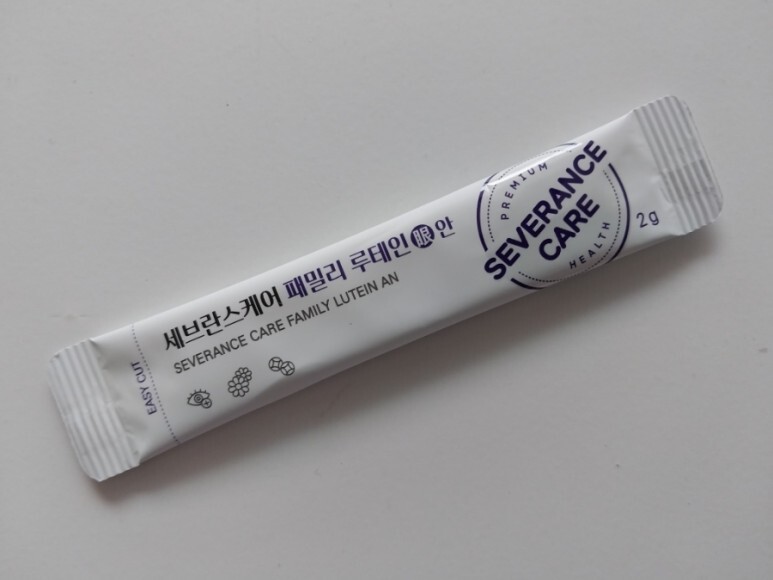 EASY CUT
세브란스케어 패밀리 루테인 眼 안
SEVERANCE CARE FAMILY LUTEIN AN
PREMIUM
SEVERANCE
CARE
HEALTH
2g